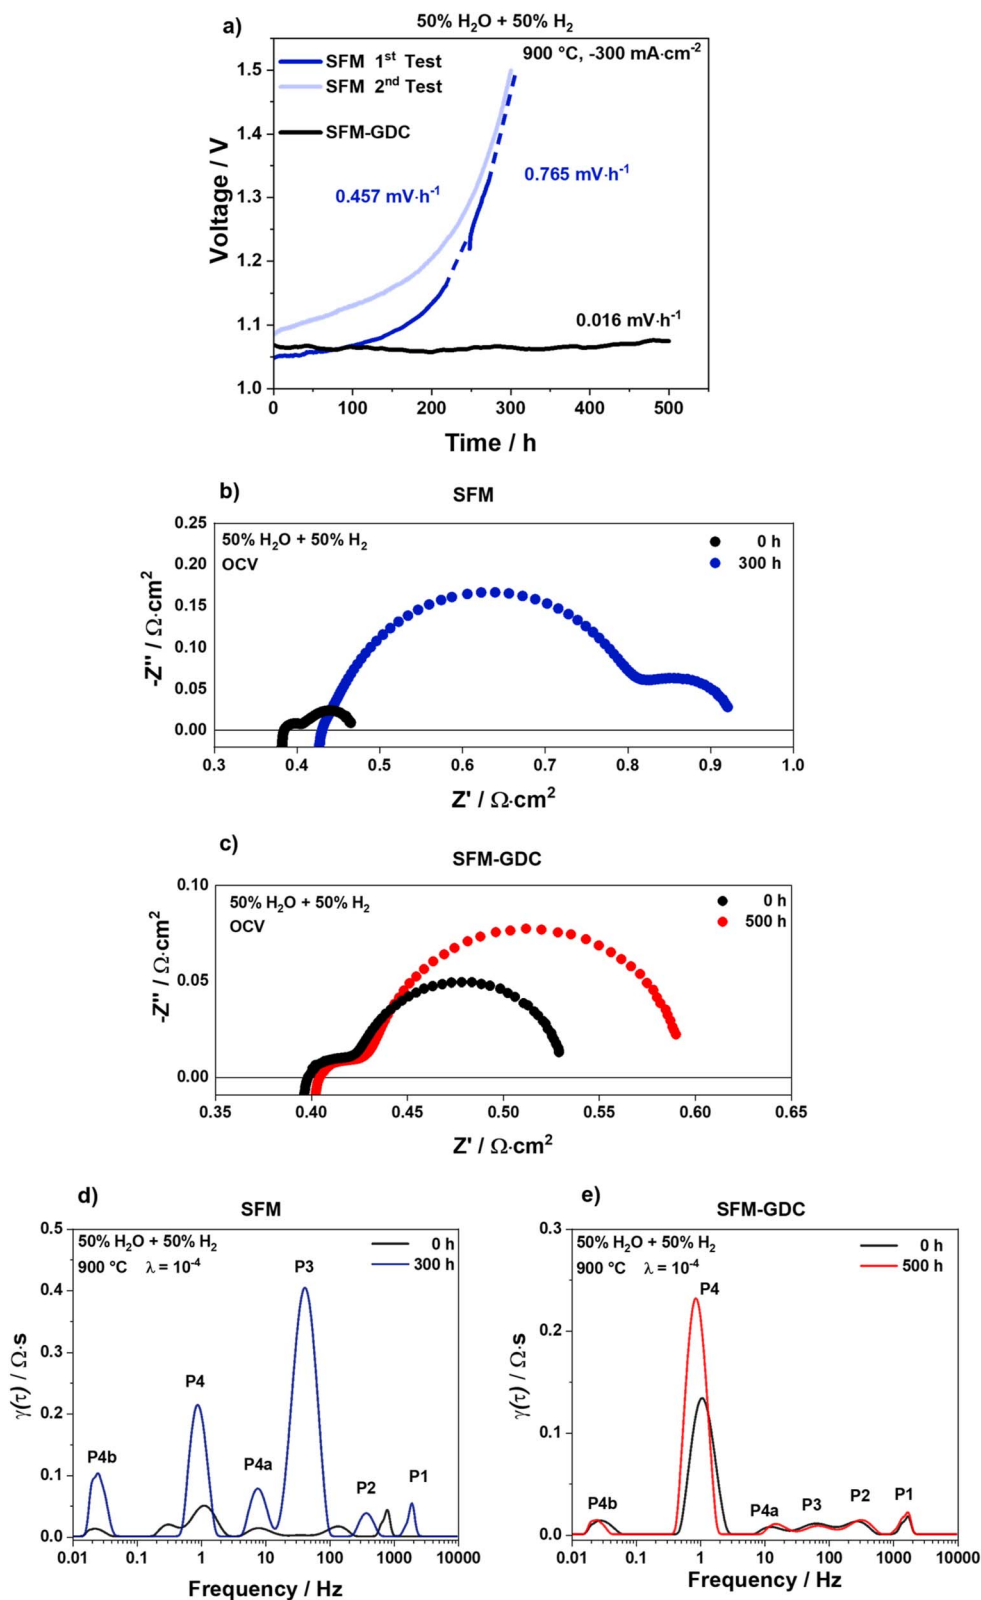 a)
50% H₂O + 50% H₂
SFM 1ˢᵗ Test
SFM 2ⁿᵈ Test
SFM-GDC
900 °C, -300 mA·cm⁻²
0.457 mV·h⁻¹
0.765 mV·h⁻¹
0.016 mV·h⁻¹
Voltage / V
1.5
1.4
1.3
1.2
1.1
1.0
0 100 200 300 400 500
Time / h
b)
SFM
50% H₂O + 50% H₂
OCV
0 h
300 h
-Z'' / Ω·cm²
0.25
0.20
0.15
0.10
0.05
0.00
0.3 0.4 0.5 0.6 0.7 0.8 0.9 1.0
Z' / Ω·cm²
c)
SFM-GDC
50% H₂O + 50% H₂
OCV
0 h
500 h
-Z'' / Ω·cm²
0.10
0.05
0.00
0.35 0.40 0.45 0.50 0.55 0.60 0.65
Z' / Ω·cm²
d)
SFM
50% H₂O + 50% H₂
900 °C λ = 10⁻⁴
0 h
300 h
P4b
P4
P4a
P3
P2
P1
γ(τ) / Ω·s
0.5
0.4
0.3
0.2
0.1
0.0
0.01 0.1 1 10 100 1000 10000
Frequency / Hz
e)
SFM-GDC
50% H₂O + 50% H₂
900 °C λ = 10⁻⁴
0 h
500 h
P4b
P4
P4a
P3
P2
P1
γ(τ) / Ω·s
0.3
0.2
0.1
0.0
0.01 0.1 1 10 100 1000 10000
Frequency / Hz